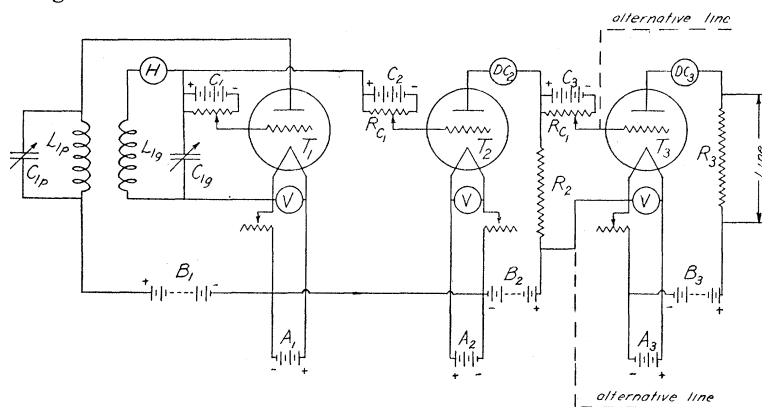 alternative line
H
C1
C2
DC2
C3
DC3
+ -
+ -
+ -
RC1
RC1
T1
T2
T3
L1p
L1g
C1p
C1g
R2
R3
Line
V
V
V
+ B1 -
- B2 +
- B3 +
A1
- +
A2
+ -
A3
- +
alternative line